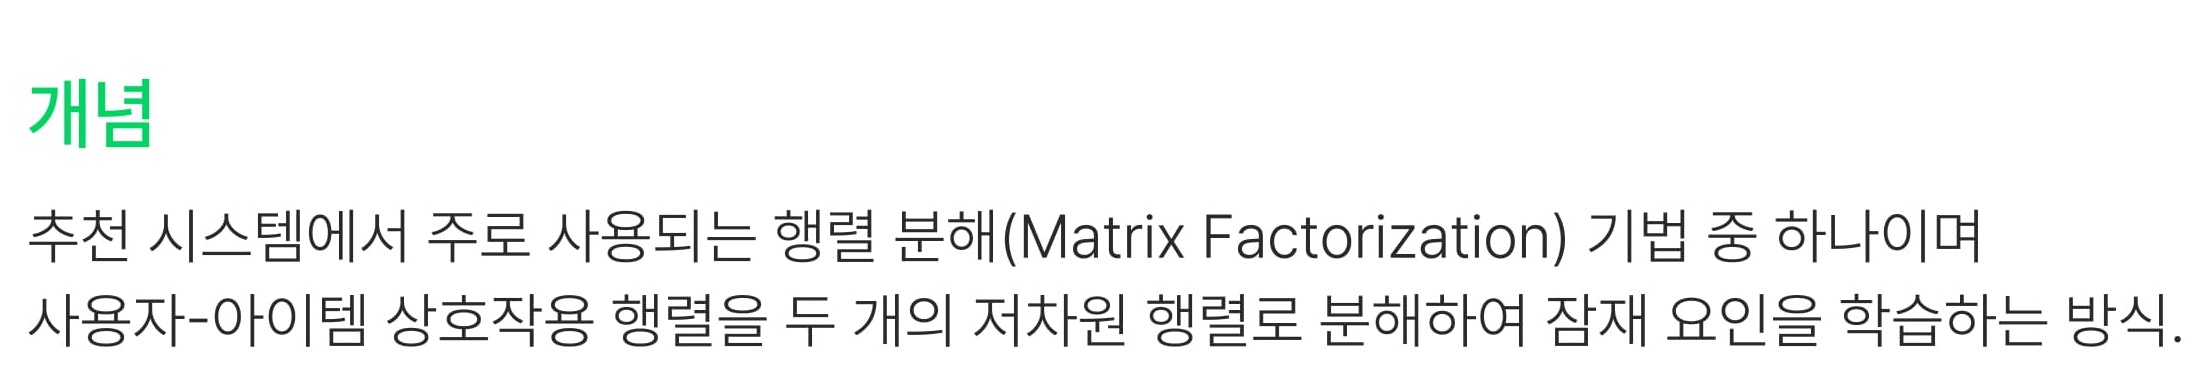 개념
추천 시스템에서 주로 사용되는 행렬 분해(Matrix Factorization) 기법 중 하나이며
사용자-아이템 상호작용 행렬을 두 개의 저차원 행렬로 분해하여 잠재 요인을 학습하는 방식.